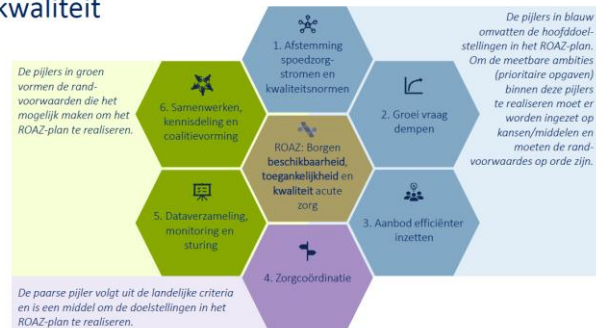 kwaliteit
De pijlers in groen
vormen de rand-
voorwaarden die het
mogelijk maken om het
ROAZ-plan te realiseren.
1. Afstemming
spoedzorg-
stromen en
kwaliteitsnormen
De pijlers in blauw
omvatten de hoofddoel-
stellingen in het ROAZ-plan.
Om de meetbare ambities
(prioritaire opgaven)
binnen deze pijlers
te realiseren moet er
worden ingezet op
kansen/middelen en
moeten de rand-
voorwaardes op orde zijn.
6. Samenwerken,
kennisdeling en
coalitievorming
2. Groei vraag
dempen
ROAZ: Borgen
beschikbaarheid,
toegankelijkheid en
kwaliteit acute
zorg
5. Dataverzameling,
monitoring en
sturing
3. Aanbod efficiënter
inzetten
4. Zorgcoördinatie
De paarse pijler volgt uit de landelijke criteria
en is een middel om de doelstellingen in het
ROAZ-plan te realiseren.